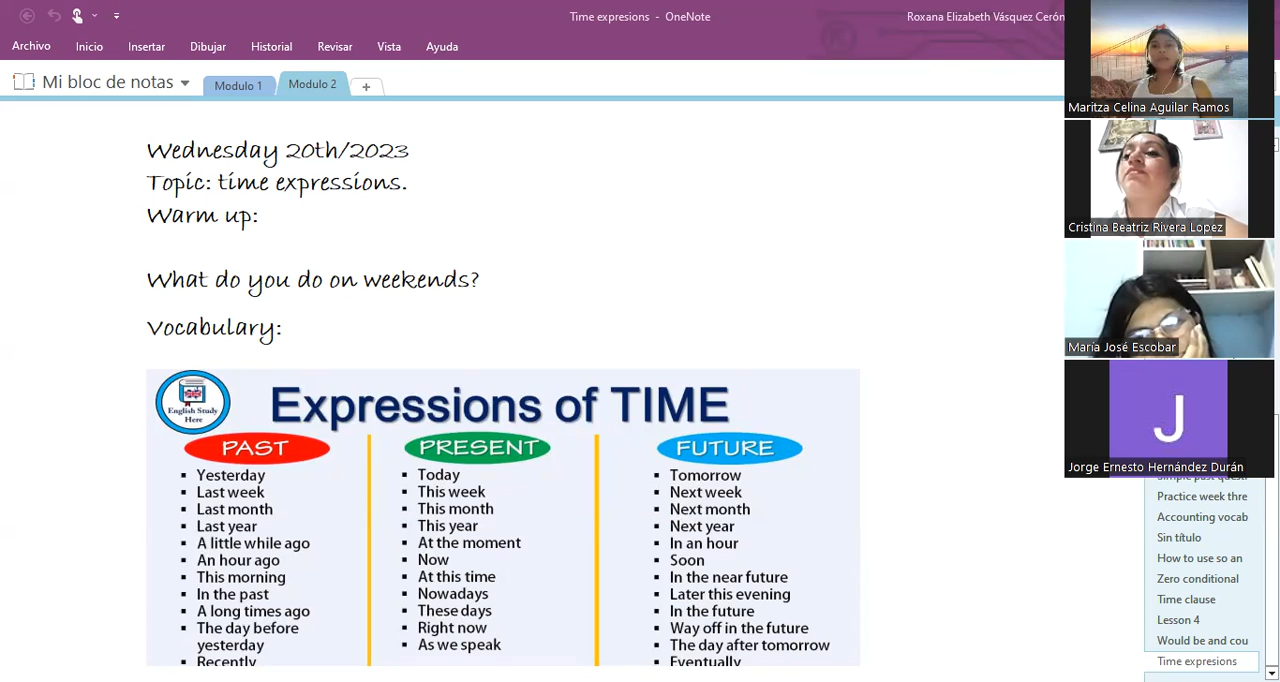 Time expresions - OneNote
Roxana Elizabeth Vásquez Cerón
Archivo
Inicio
Insertar
Dibujar
Historial
Revisar
Vista
Ayuda
Mi bloc de notas
Modulo 1
Modulo 2
+
Wednesday 20th/2023
Topic: time expressions.
Warm up:
What do you do on weekends?
Vocabulary:
English Study
Here
Expressions of TIME
PAST
Yesterday
Last week
Last month
Last year
A little while ago
An hour ago
This morning
In the past
A long times ago
The day before
yesterday
Recently
PRESENT
Today
This week
This month
This year
At the moment
Now
At this time
Nowadays
These days
Right now
As we speak
FUTURE
Tomorrow
Next week
Next month
Next year
In an hour
Soon
In the near future
Later this evening
In the future
Way off in the future
The day after tomorrow
Eventually
Maritza Celina Aguilar Ramos
Cristina Beatriz Rivera Lopez
María José Escobar
J
Jorge Ernesto Hernández Durán
Simple past questi
Practice week thre
Accounting vocab
Sin título
How to use so an
Zero conditional
Time clause
Lesson 4
Would be and cou
Time expresions